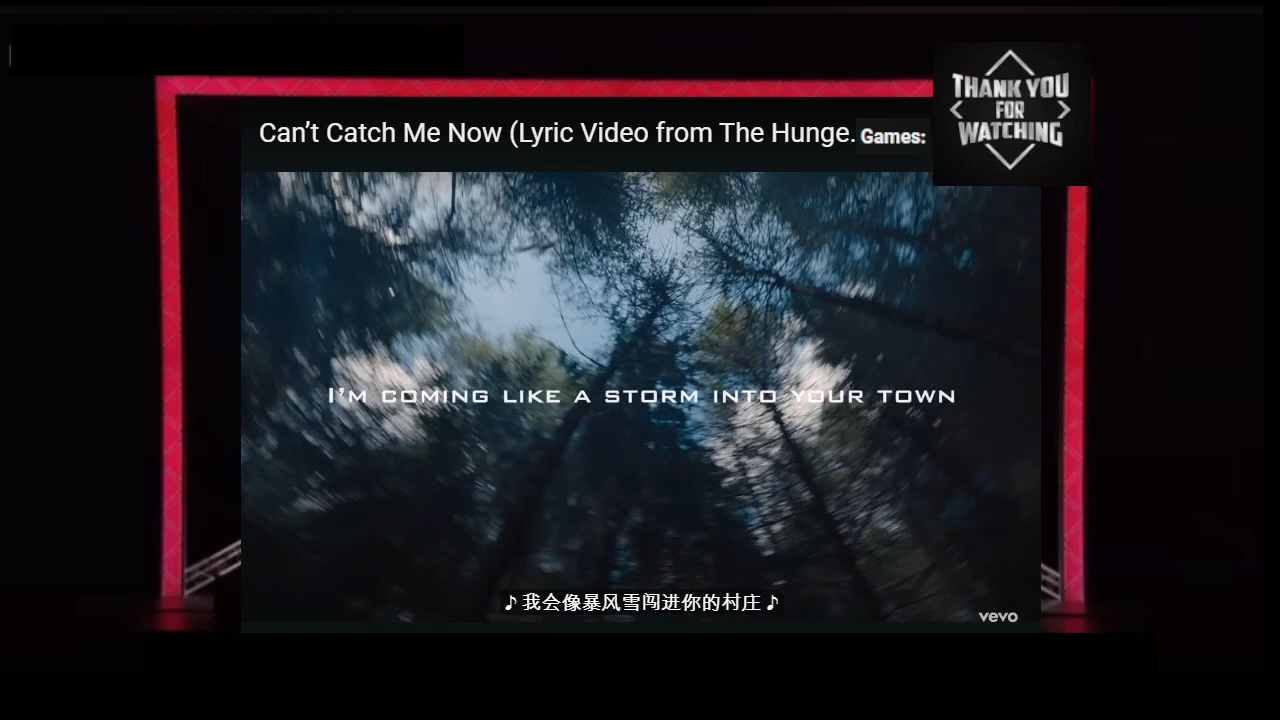 Can’t Catch Me Now (Lyric Video from The Hunge. Games:
THANK YOU
FOR
WATCHING
I’M COMING LIKE A STORM INTO YOUR TOWN
♪ 我会像暴风雪闯进你的村庄 ♪
vevo